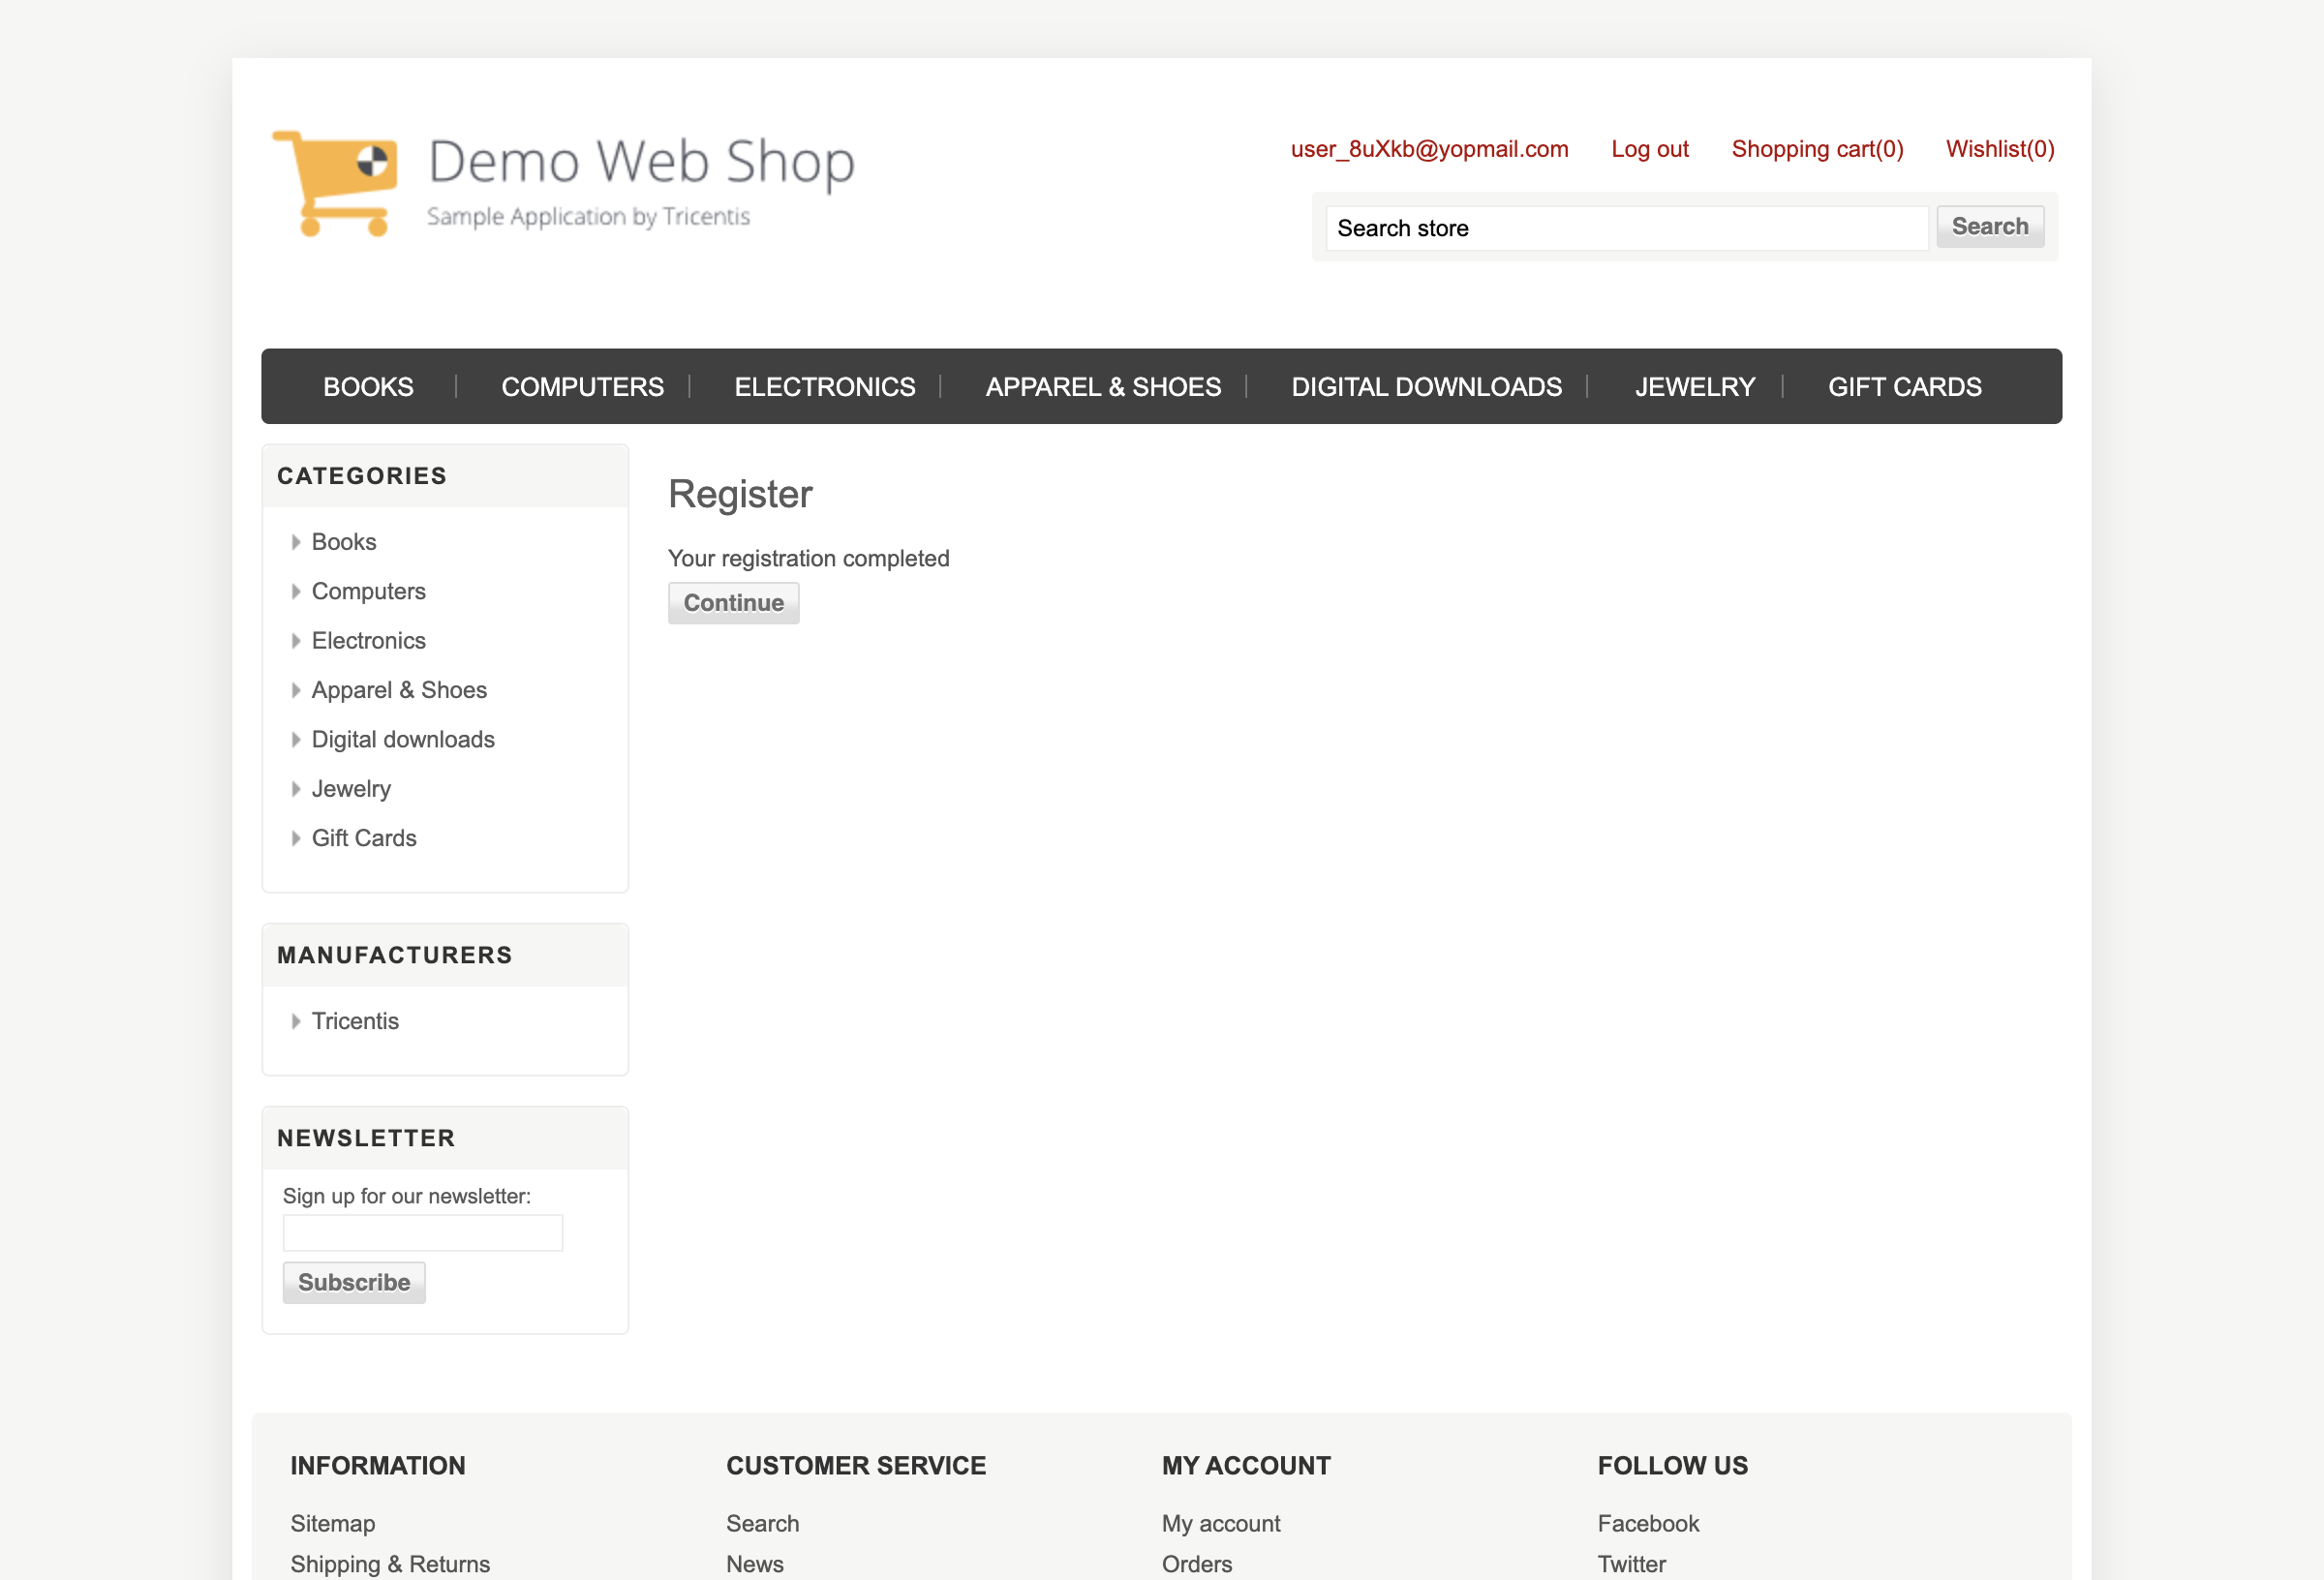 Demo Web Shop
Sample Application by Tricentis
user_8uXkb@yopmail.com Log out Shopping cart(0) Wishlist(0)
Search store Search
BOOKS COMPUTERS ELECTRONICS APPAREL & SHOES DIGITAL DOWNLOADS JEWELRY GIFT CARDS
CATEGORIES
Books
Computers
Electronics
Apparel & Shoes
Digital downloads
Jewelry
Gift Cards
MANUFACTURERS
Tricentis
NEWSLETTER
Sign up for our newsletter:
Subscribe
Register
Your registration completed
Continue
INFORMATION
Sitemap
Shipping & Returns
CUSTOMER SERVICE
Search
News
MY ACCOUNT
My account
Orders
FOLLOW US
Facebook
Twitter